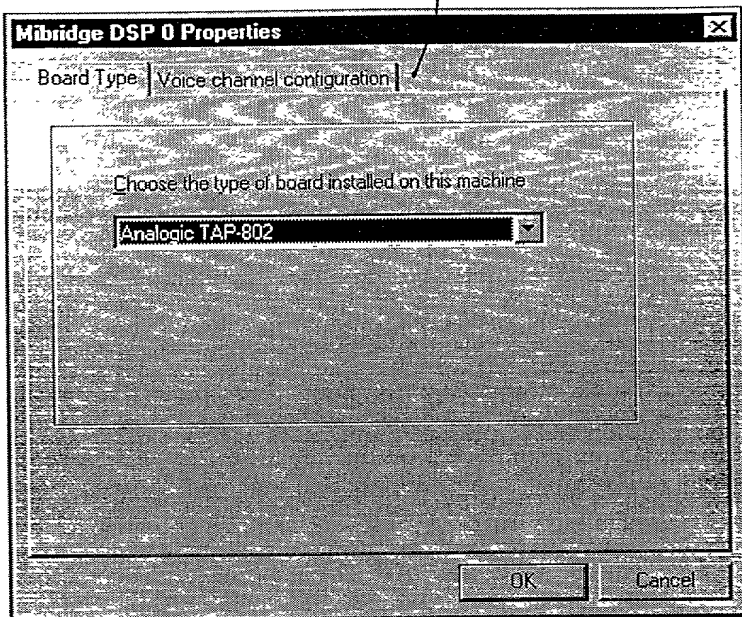 Mibridge DSP 0 Properties
Board Type Voice channel configuration
Choose the type of board installed on this machine
Analogic TAP-802
OK Cancel